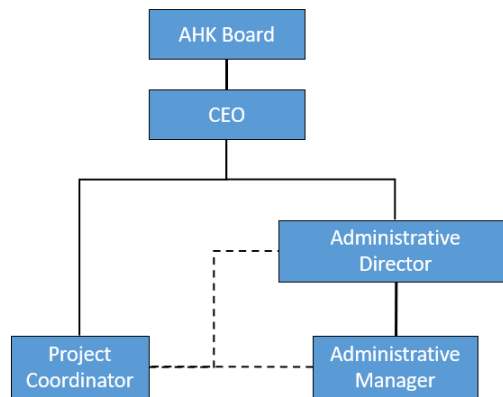 AHK Board
CEO
Administrative
Director
Project
Coordinator
Administrative
Manager